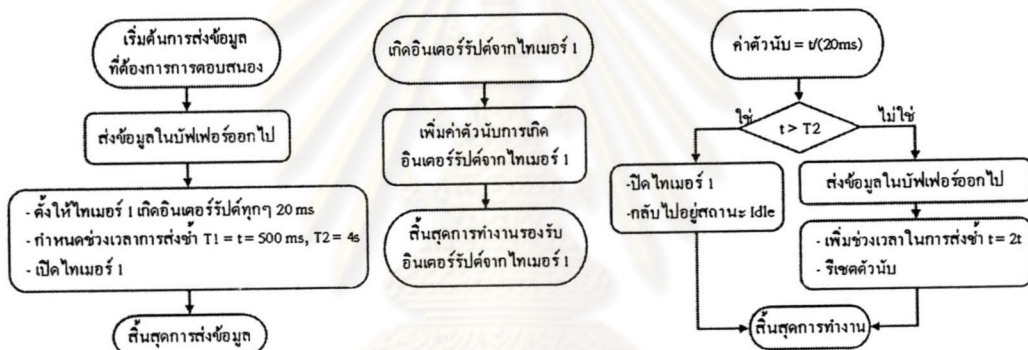 เริ่มต้นการส่งข้อมูล
ที่ต้องการการตอบสนอง
ส่งข้อมูลในบัฟเฟอร์ออกไป
- ตั้งให้ไทเมอร์ 1 เกิดอินเตอร์รัปต์ทุกๆ 20 ms
- กำหนดช่วงเวลาการส่งซ้ำ T1 = t = 500 ms, T2 = 4s
- เปิดไทเมอร์ 1
สิ้นสุดการส่งข้อมูล
เกิดอินเตอร์รัปต์จากไทเมอร์ 1
เพิ่มค่าตัวนับการเกิด
อินเตอร์รัปต์จากไทเมอร์ 1
สิ้นสุดการทำงานรองรับ
อินเตอร์รัปต์จากไทเมอร์ 1
ค่าตัวนับ = t/(20ms)
ใช่
t > T2
ไม่ใช่
-ปิดไทเมอร์ 1
-กลับไปอยู่สถานะ Idle
ส่งข้อมูลในบัฟเฟอร์ออกไป
- เพิ่มช่วงเวลาในการส่งซ้ำ t = 2t
- รีเซตตัวนับ
สิ้นสุดการทำงาน